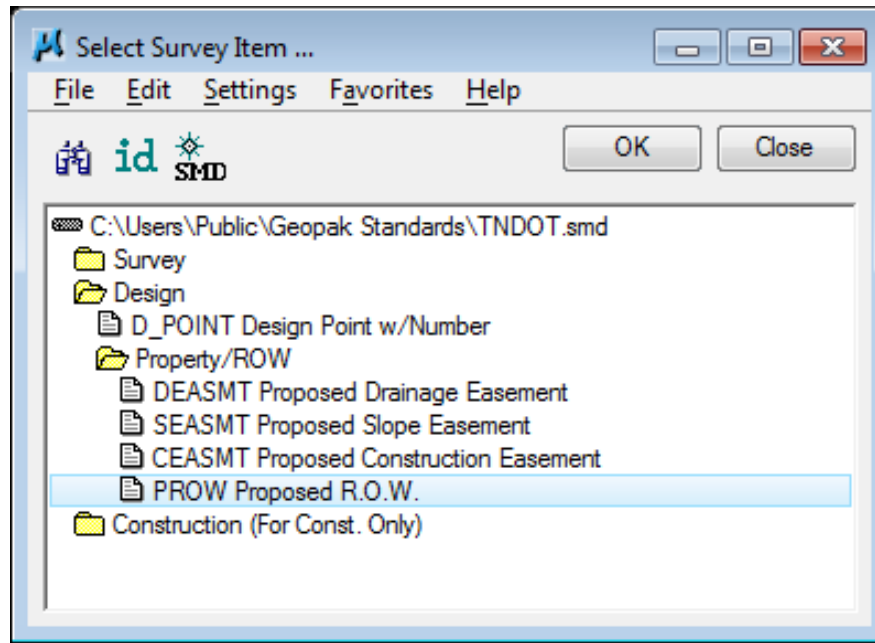 Select Survey Item ...
File Edit Settings Favorites Help
id SMD OK Close
C:\Users\Public\Geopak Standards\TNDOT.smd
Survey
Design
D_POINT Design Point w/Number
Property/ROW
DEASMT Proposed Drainage Easement
SEASMT Proposed Slope Easement
CEASMT Proposed Construction Easement
PROW Proposed R.O.W.
Construction (For Const. Only)